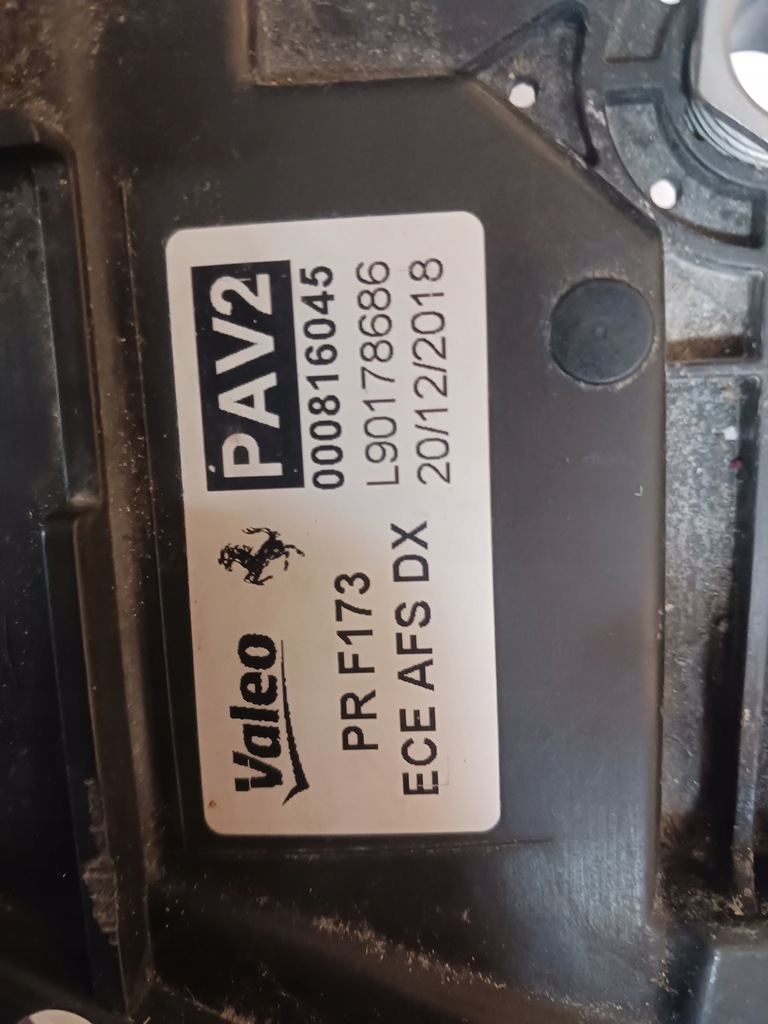 Valeo
PAV2
PR F173
000816045
L90178686
ECE AFS DX
20/12/2018